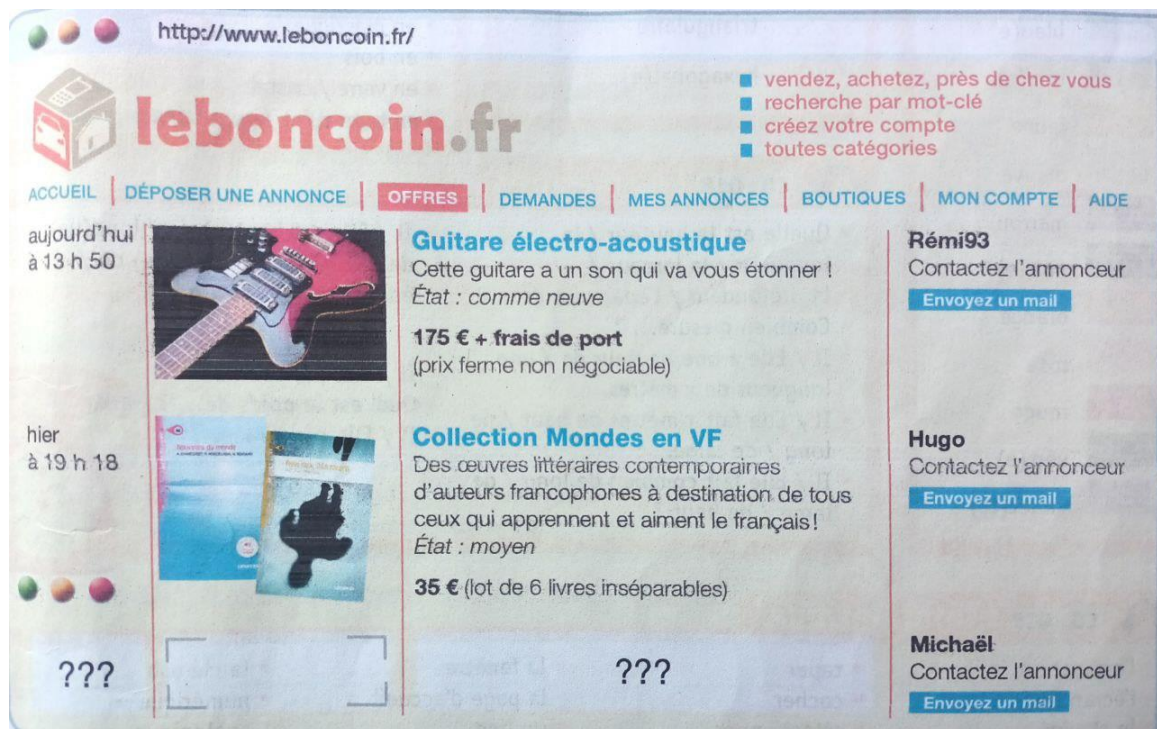 http://www.leboncoin.fr/
leboncoin.fr
vendez, achetez, près de chez vous
recherche par mot-clé
créez votre compte
toutes catégories
ACCUEIL DÉPOSER UNE ANNONCE OFFRES DEMANDES MES ANNONCES BOUTIQUES MON COMPTE AIDE
aujourd'hui
à 13 h 50
Guitare électro-acoustique
Cette guitare a un son qui va vous étonner !
État : comme neuve
175 € + frais de port
(prix ferme non négociable)
Rémi93
Contactez l'annonceur
Envoyez un mail
hier
à 19 h 18
Collection Mondes en VF
Des œuvres littéraires contemporaines
d'auteurs francophones à destination de tous
ceux qui apprennent et aiment le français !
État : moyen
35 € (lot de 6 livres inséparables)
Hugo
Contactez l'annonceur
Envoyez un mail
???
???
Michaël
Contactez l'annonceur
Envoyez un mail